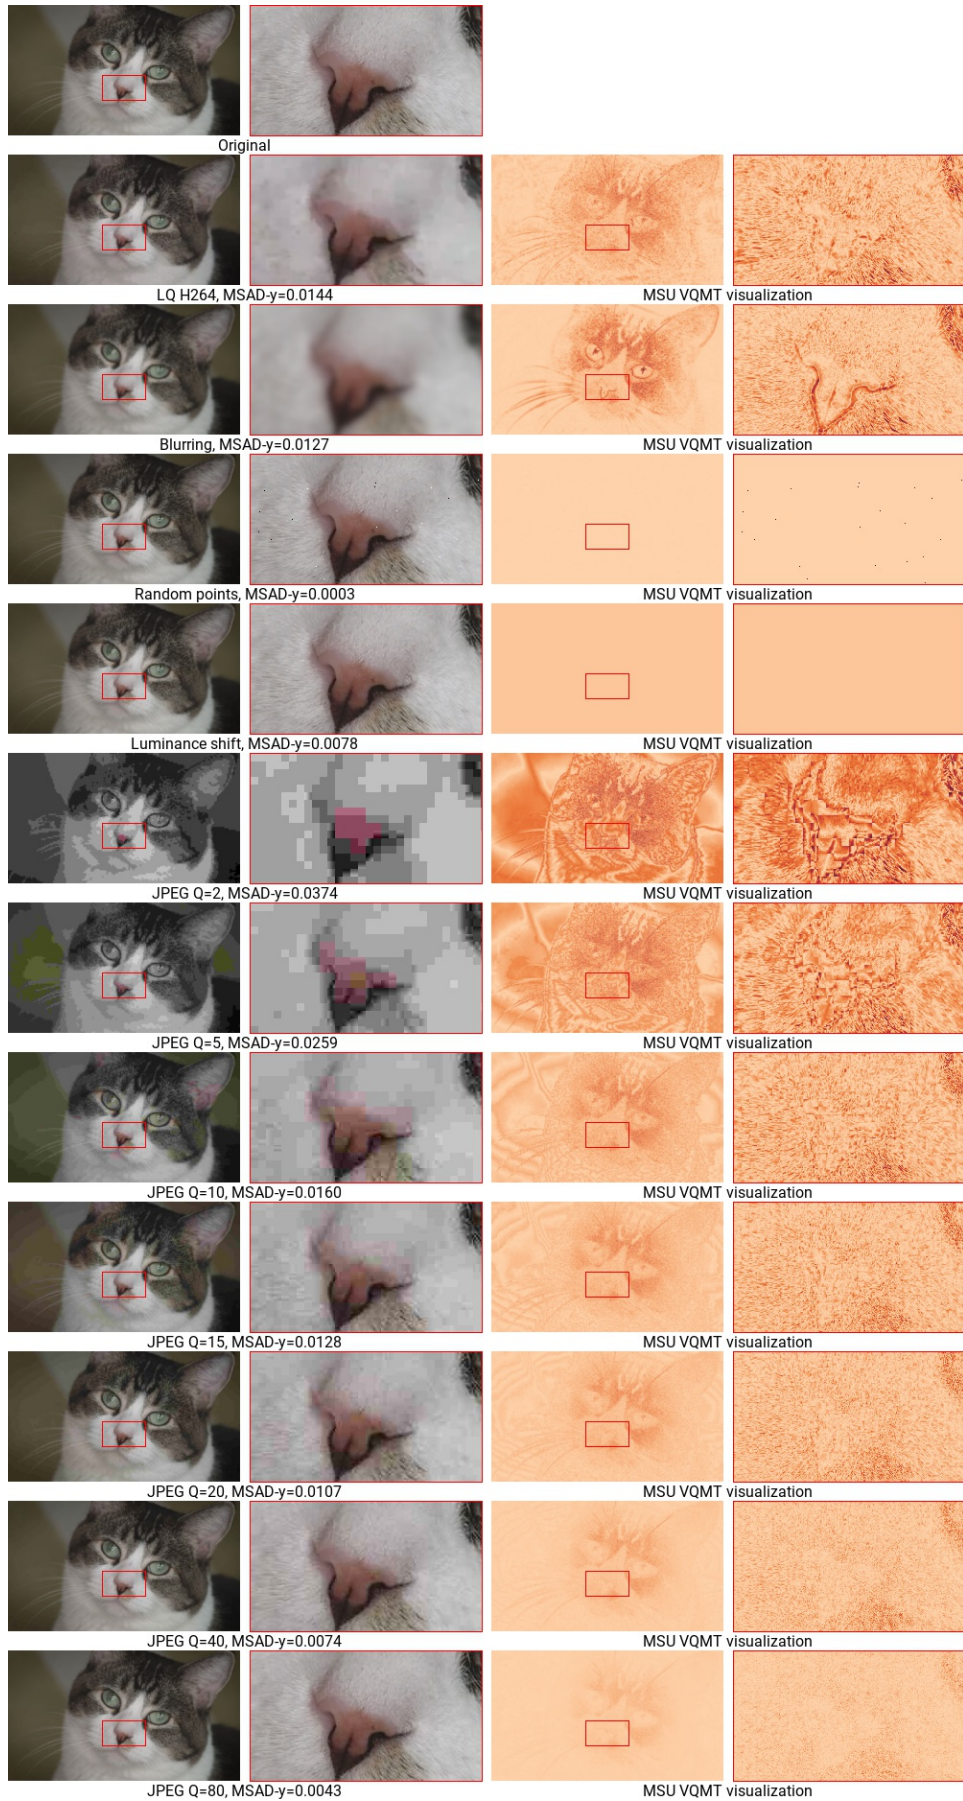 Original
LQ H264, MSAD-y=0.0144 MSU VQMT visualization
Blurring, MSAD-y=0.0127 MSU VQMT visualization
Random points, MSAD-y=0.0003 MSU VQMT visualization
Luminance shift, MSAD-y=0.0078 MSU VQMT visualization
JPEG Q=2, MSAD-y=0.0374 MSU VQMT visualization
JPEG Q=5, MSAD-y=0.0259 MSU VQMT visualization
JPEG Q=10, MSAD-y=0.0160 MSU VQMT visualization
JPEG Q=15, MSAD-y=0.0128 MSU VQMT visualization
JPEG Q=20, MSAD-y=0.0107 MSU VQMT visualization
JPEG Q=40, MSAD-y=0.0074 MSU VQMT visualization
JPEG Q=80, MSAD-y=0.0043 MSU VQMT visualization